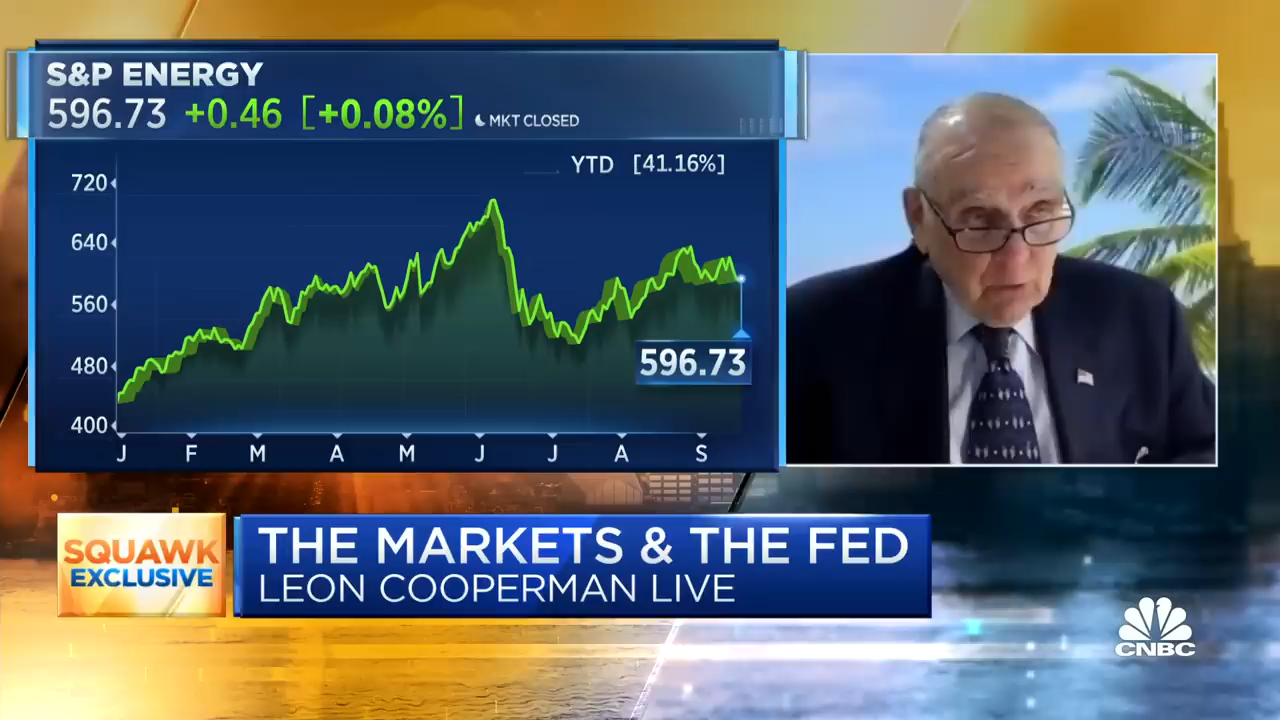 S&P ENERGY
596.73 +0.46 [+0.08%] MKT CLOSED
YTD [41.16%]
720
640
560
480
400
596.73
J F M A M J J A S
SQUAWK
EXCLUSIVE
THE MARKETS & THE FED
LEON COOPERMAN LIVE
CNBC